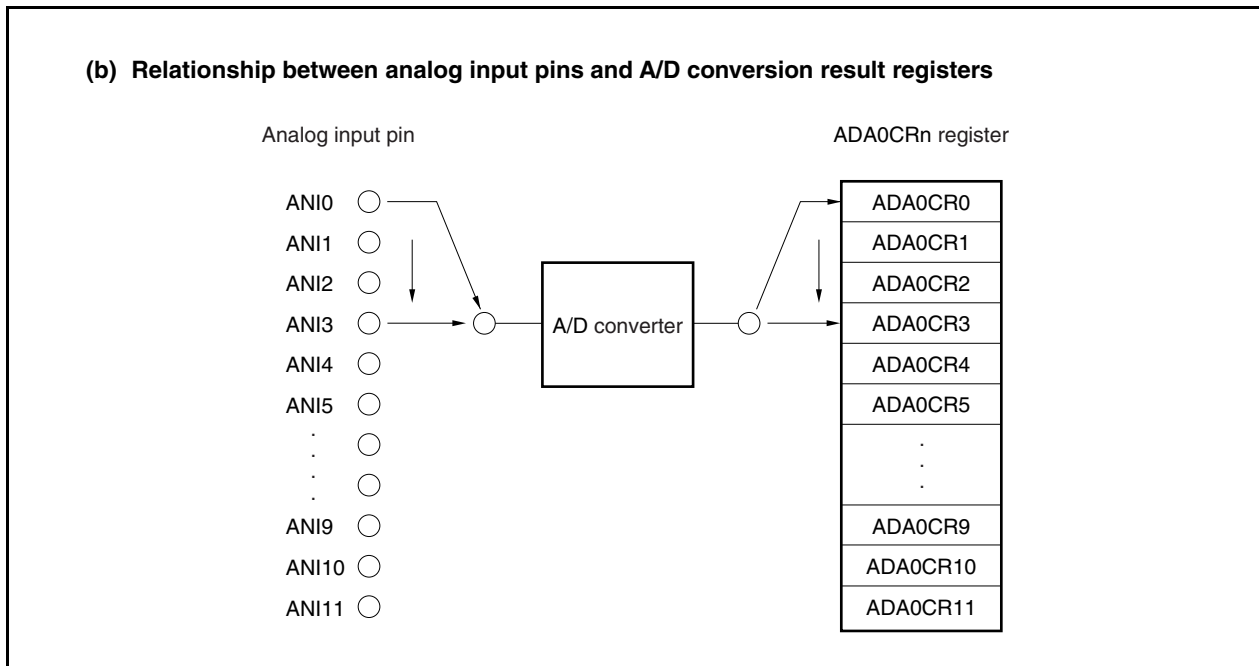 (b) Relationship between analog input pins and A/D conversion result registers
Analog input pin
ADA0CRn register
ANI0
ANI1
ANI2
ANI3
ANI4
ANI5
.
.
.
.
ANI9
ANI10
ANI11
A/D converter
ADA0CR0
ADA0CR1
ADA0CR2
ADA0CR3
ADA0CR4
ADA0CR5
.
.
.
ADA0CR9
ADA0CR10
ADA0CR11